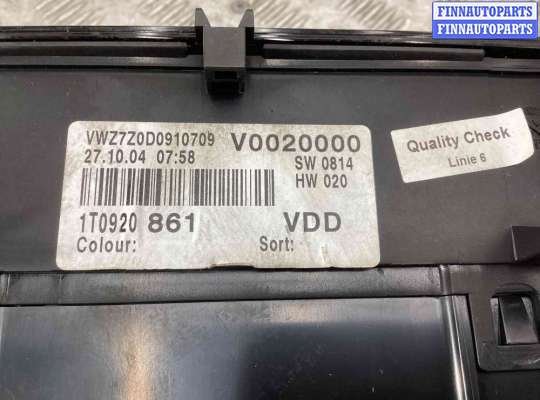 FINNAUTOPARTS
FINNAUTOPARTS
VWZ7Z0D0910709 V0020000
27.10.04 07:58 SW 0814
HW 020
1T0920 861 VDD
Colour: Sort:
Quality Check
Linie 6